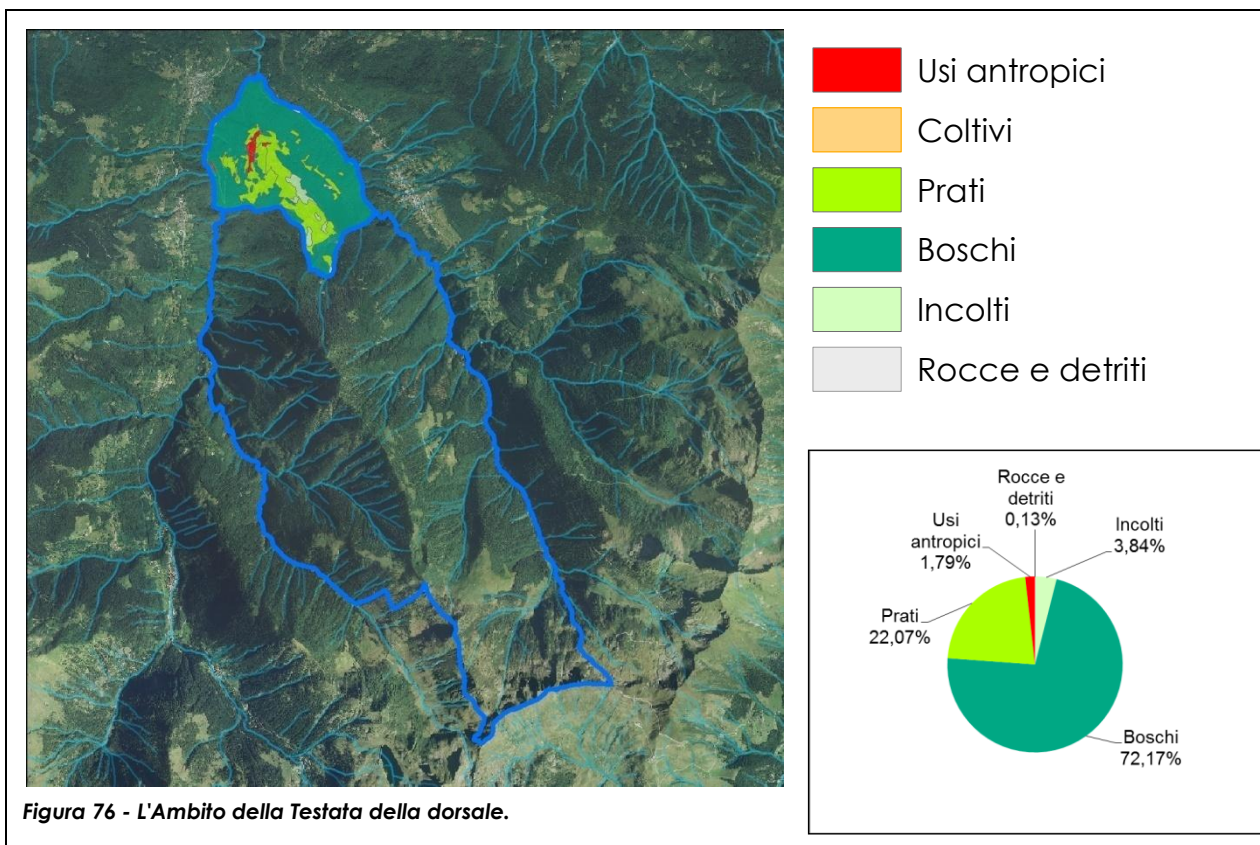 Usi antropici
Coltivi
Prati
Boschi
Incolti
Rocce e detriti
Rocce e
detriti
0,13%
Usi
antropici
1,79%
Incolti
3,84%
Prati
22,07%
Boschi
72,17%
Figura 76 - L'Ambito della Testata della dorsale.